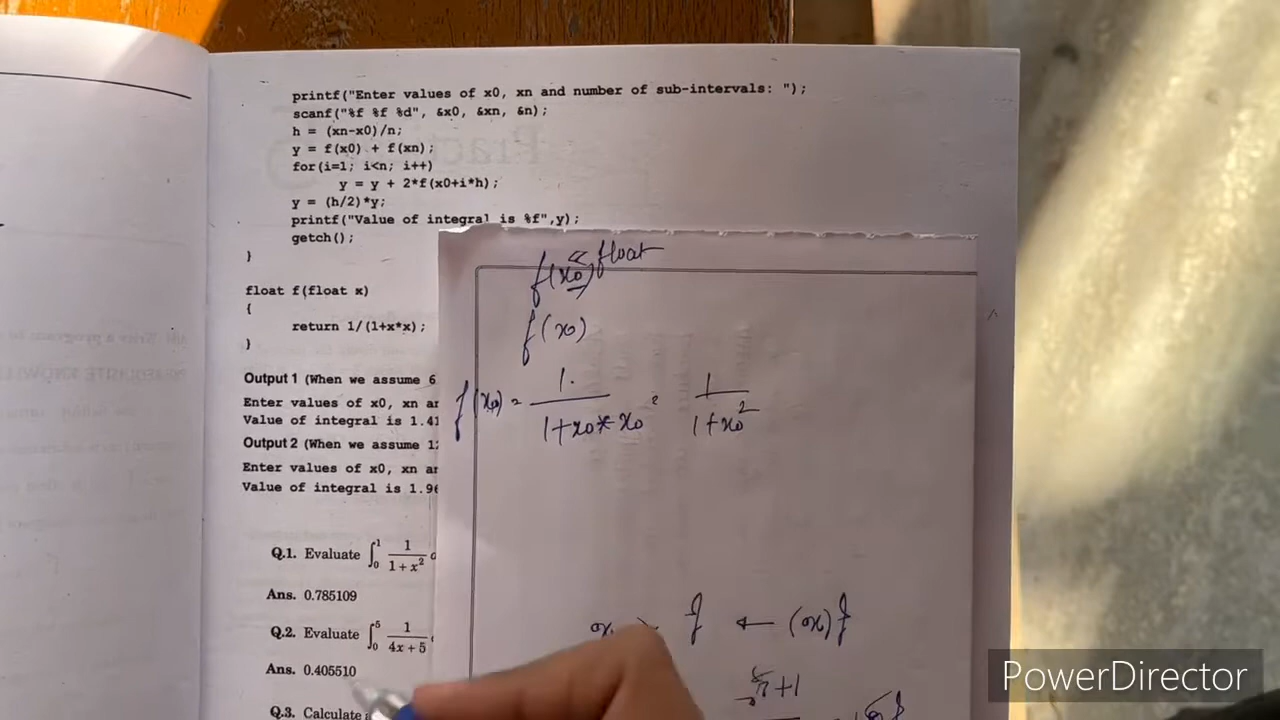 printf("Enter values of x0, xn and number of sub-intervals: ");
scanf("%f %f %d", &x0, &xn, &n);
h = (xn-x0)/n;
y = f(x0) + f(xn);
for(i=1; i<n; i++)
y = y + 2*f(x0+i*h);
y = (h/2)*y;
printf("Value of integral is %f",y);
getch();
}
float f(float x)
{
return 1/(1+x*x);
}
Output 1 (When we assume 6
Enter values of x0, xn ar
Value of integral is 1.41
Output 2 (When we assume 1
Enter values of x0, xn ar
Value of integral is 1.96
Q.1. Evaluate ∫₀¹ 1/(1+x²)
Ans. 0.785109
Q.2. Evaluate ∫₀⁵ 1/(4x+5)
Ans. 0.405510
Q.3. Calculate
float
f(x0)
f(x0)
f(x0) = 1/(1+x0*x0) = 1/(1+x0²)
PowerDirector